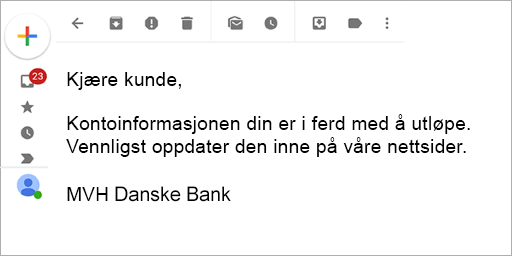 23
Kjære kunde,
Kontoinformasjonen din er i ferd med å utløpe.
Vennligst oppdater den inne på våre nettsider.
MVH Danske Bank